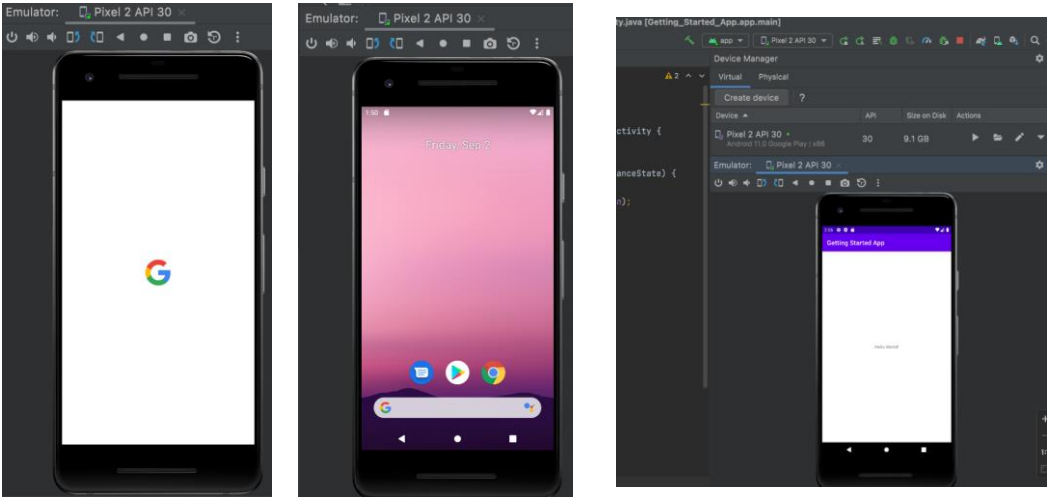 Emulator: Pixel 2 API 30
Emulator: Pixel 2 API 30
1:50
Friday, Sep 2
ty.java [Getting_Started_App.app.main]
app Pixel 2 API 30
Device Manager
2
Virtual Physical
Create device ?
Device API Size on Disk Actions
ctivity {
Pixel 2 API 30 30 9.1 GB
Android 11.0 Google Play | x86
Emulator: Pixel 2 API 30
anceState) {
n);
Getting Started App
Hello World!